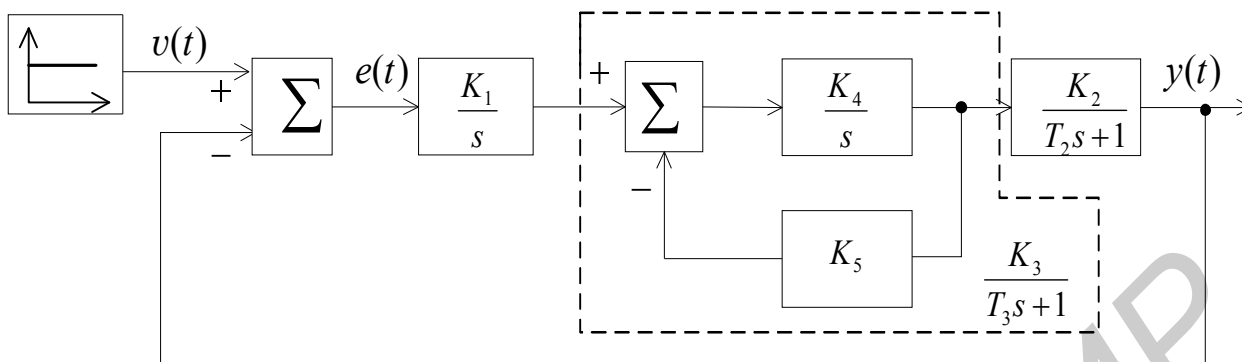 v(t)
+
−
Σ
e(t)
K₁
s
+
−
Σ
K₄
s
K₅
K₃
T₃s+1
K₂
T₂s+1
y(t)